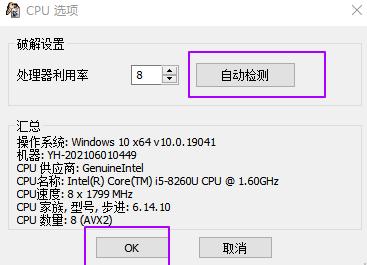 CPU 选项
破解设置
处理器利用率
8
自动检测
汇总
操作系统: Windows 10 x64 v10.0.19041
机器: YH-202106010449
CPU 供应商: GenuineIntel
CPU名称: Intel(R) Core(TM) i5-8260U CPU @ 1.60GHz
CPU速度: 8 x 1799 MHz
CPU 家族, 型号, 步进: 6.14.10
CPU 数量: 8 (AVX2)
OK
取消